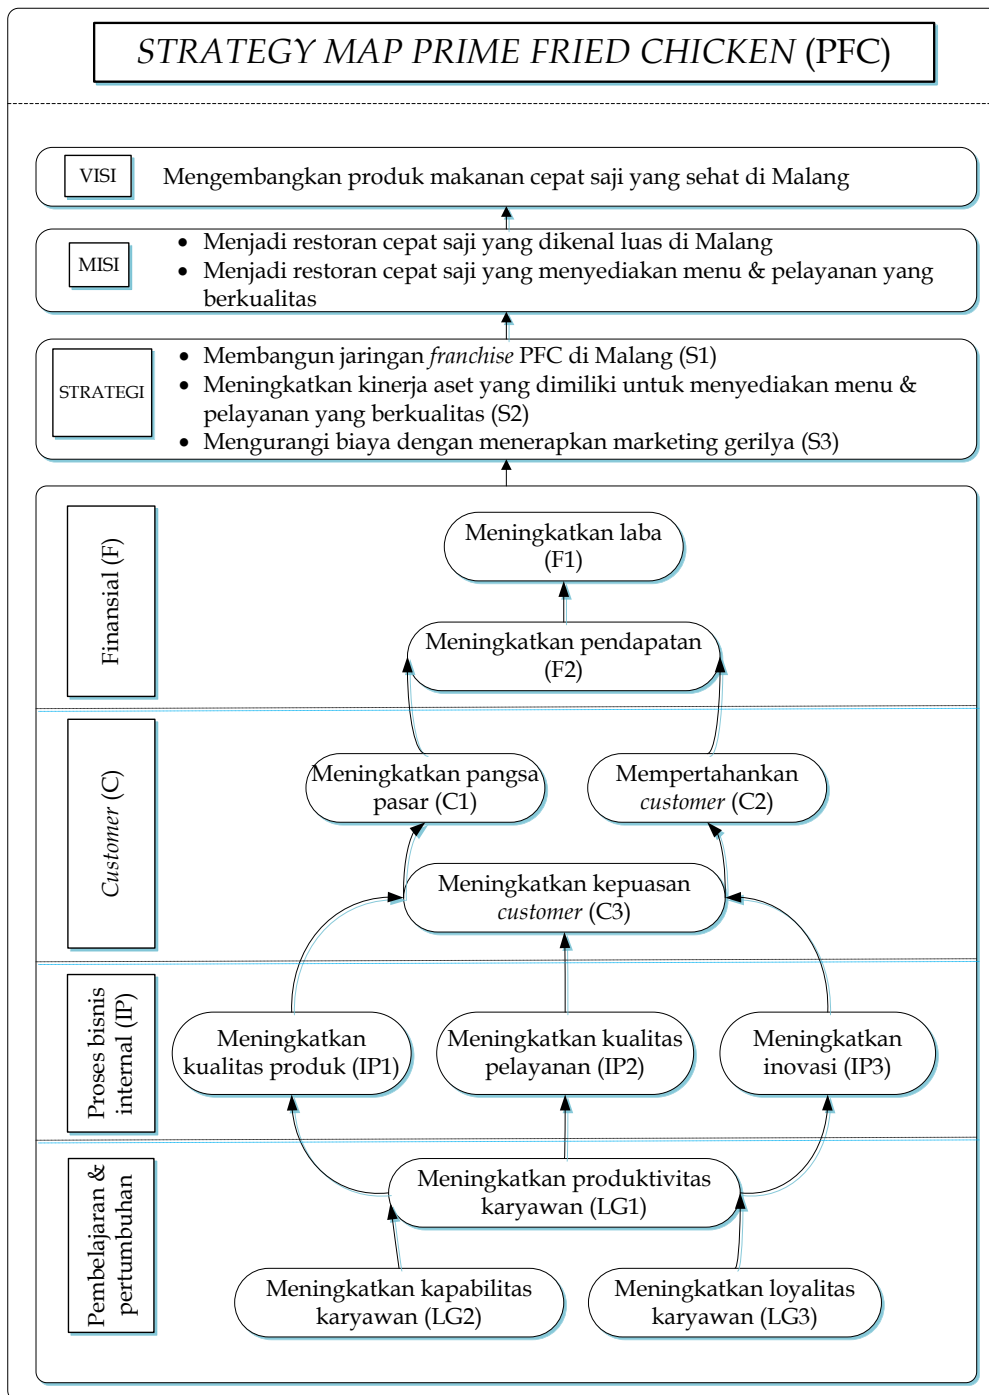 STRATEGY MAP PRIME FRIED CHICKEN (PFC)
VISI
Mengembangkan produk makanan cepat saji yang sehat di Malang
MISI
• Menjadi restoran cepat saji yang dikenal luas di Malang
• Menjadi restoran cepat saji yang menyediakan menu & pelayanan yang
berkualitas
STRATEGI
• Membangun jaringan franchise PFC di Malang (S1)
• Meningkatkan kinerja aset yang dimiliki untuk menyediakan menu &
pelayanan yang berkualitas (S2)
• Mengurangi biaya dengan menerapkan marketing gerilya (S3)
Finansial (F)
Meningkatkan laba
(F1)
Meningkatkan pendapatan
(F2)
Customer (C)
Meningkatkan pangsa
pasar (C1)
Mempertahankan
customer (C2)
Meningkatkan kepuasan
customer (C3)
Proses bisnis
internal (IP)
Meningkatkan
kualitas produk (IP1)
Meningkatkan kualitas
pelayanan (IP2)
Meningkatkan
inovasi (IP3)
Pembelajaran &
pertumbuhan
Meningkatkan produktivitas
karyawan (LG1)
Meningkatkan kapabilitas
karyawan (LG2)
Meningkatkan loyalitas
karyawan (LG3)